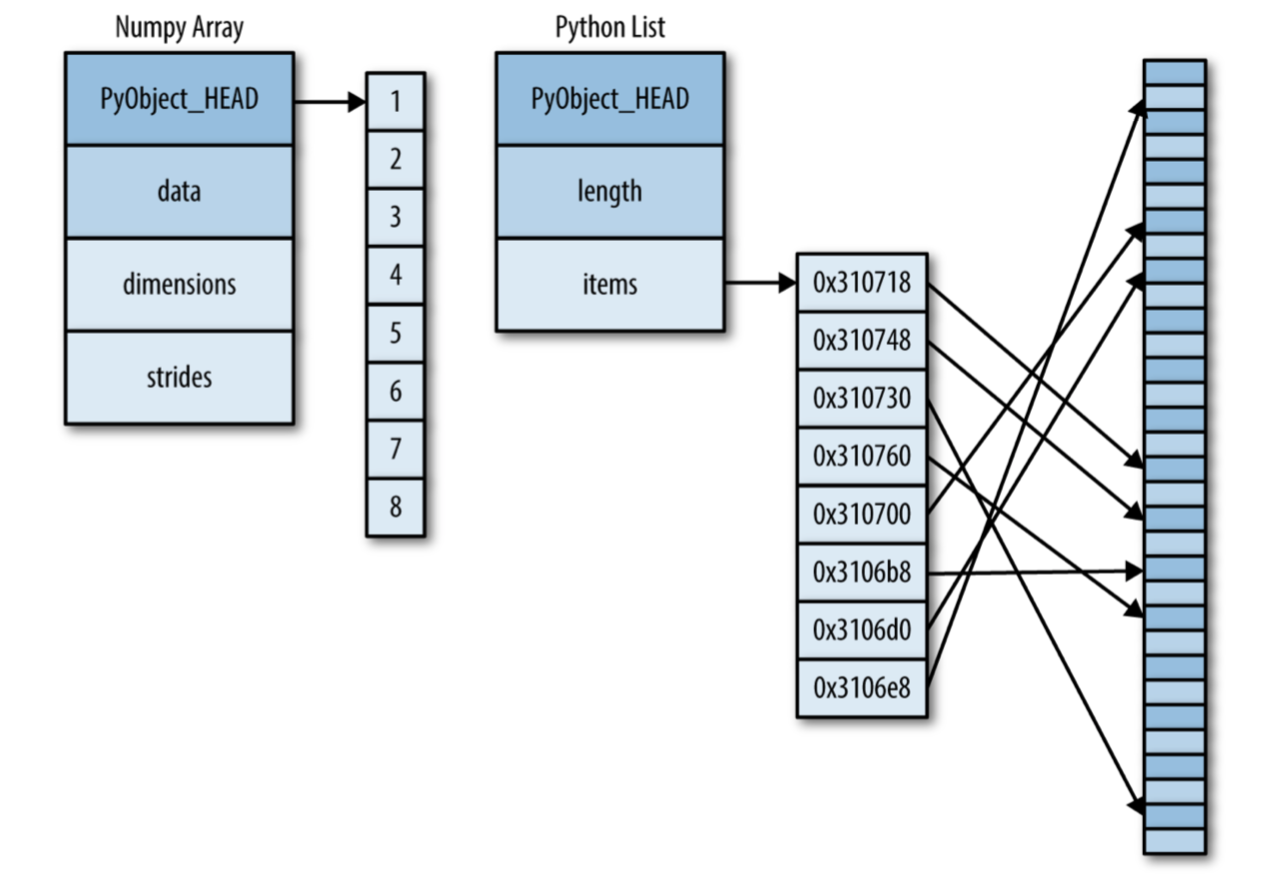 Numpy Array
PyObject_HEAD
data
dimensions
strides
1
2
3
4
5
6
7
8
Python List
PyObject_HEAD
length
items
0x310718
0x310748
0x310730
0x310760
0x310700
0x3106b8
0x3106d0
0x3106e8